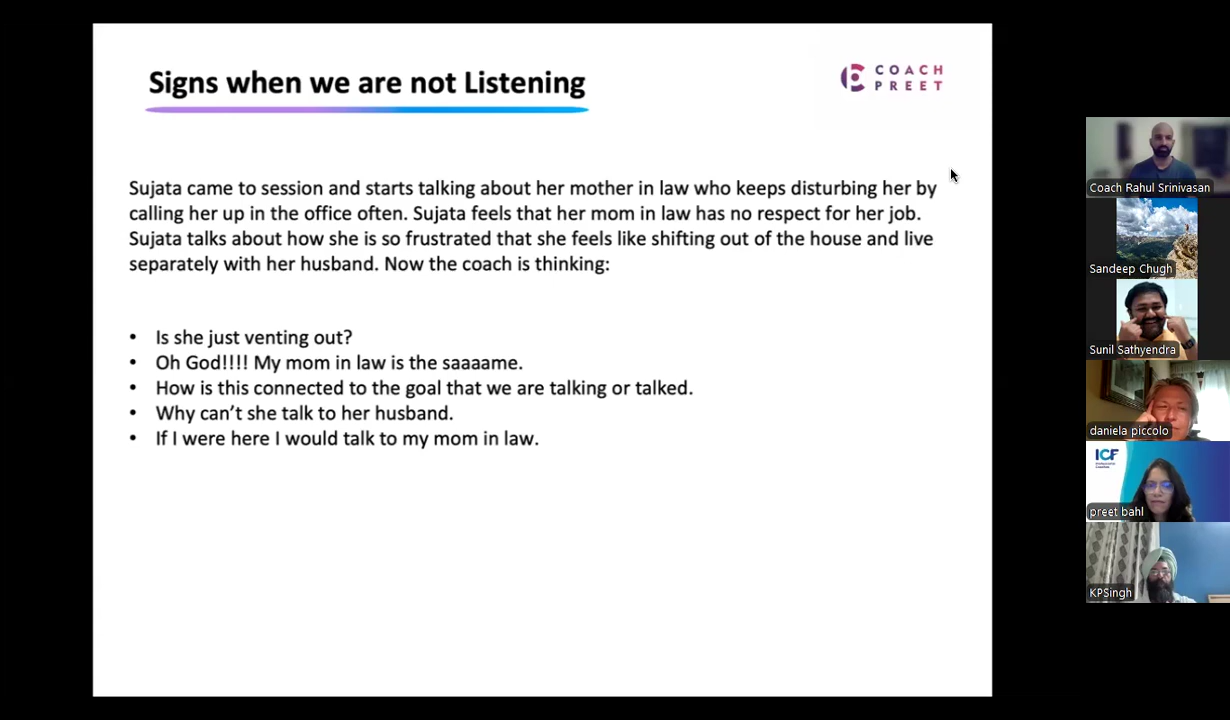 Signs when we are not Listening
COACH
PREET
Sujata came to session and starts talking about her mother in law who keeps disturbing her by
calling her up in the office often. Sujata feels that her mom in law has no respect for her job.
Sujata talks about how she is so frustrated that she feels like shifting out of the house and live
separately with her husband. Now the coach is thinking:
• Is she just venting out?
• Oh God!!!! My mom in law is the saaaame.
• How is this connected to the goal that we are talking or talked.
• Why can’t she talk to her husband.
• If I were here I would talk to my mom in law.
Coach Rahul Srinivasan
Sandeep Chugh
Sunil Sathyendra
daniela piccolo
ICF
preet bahl
KPSingh